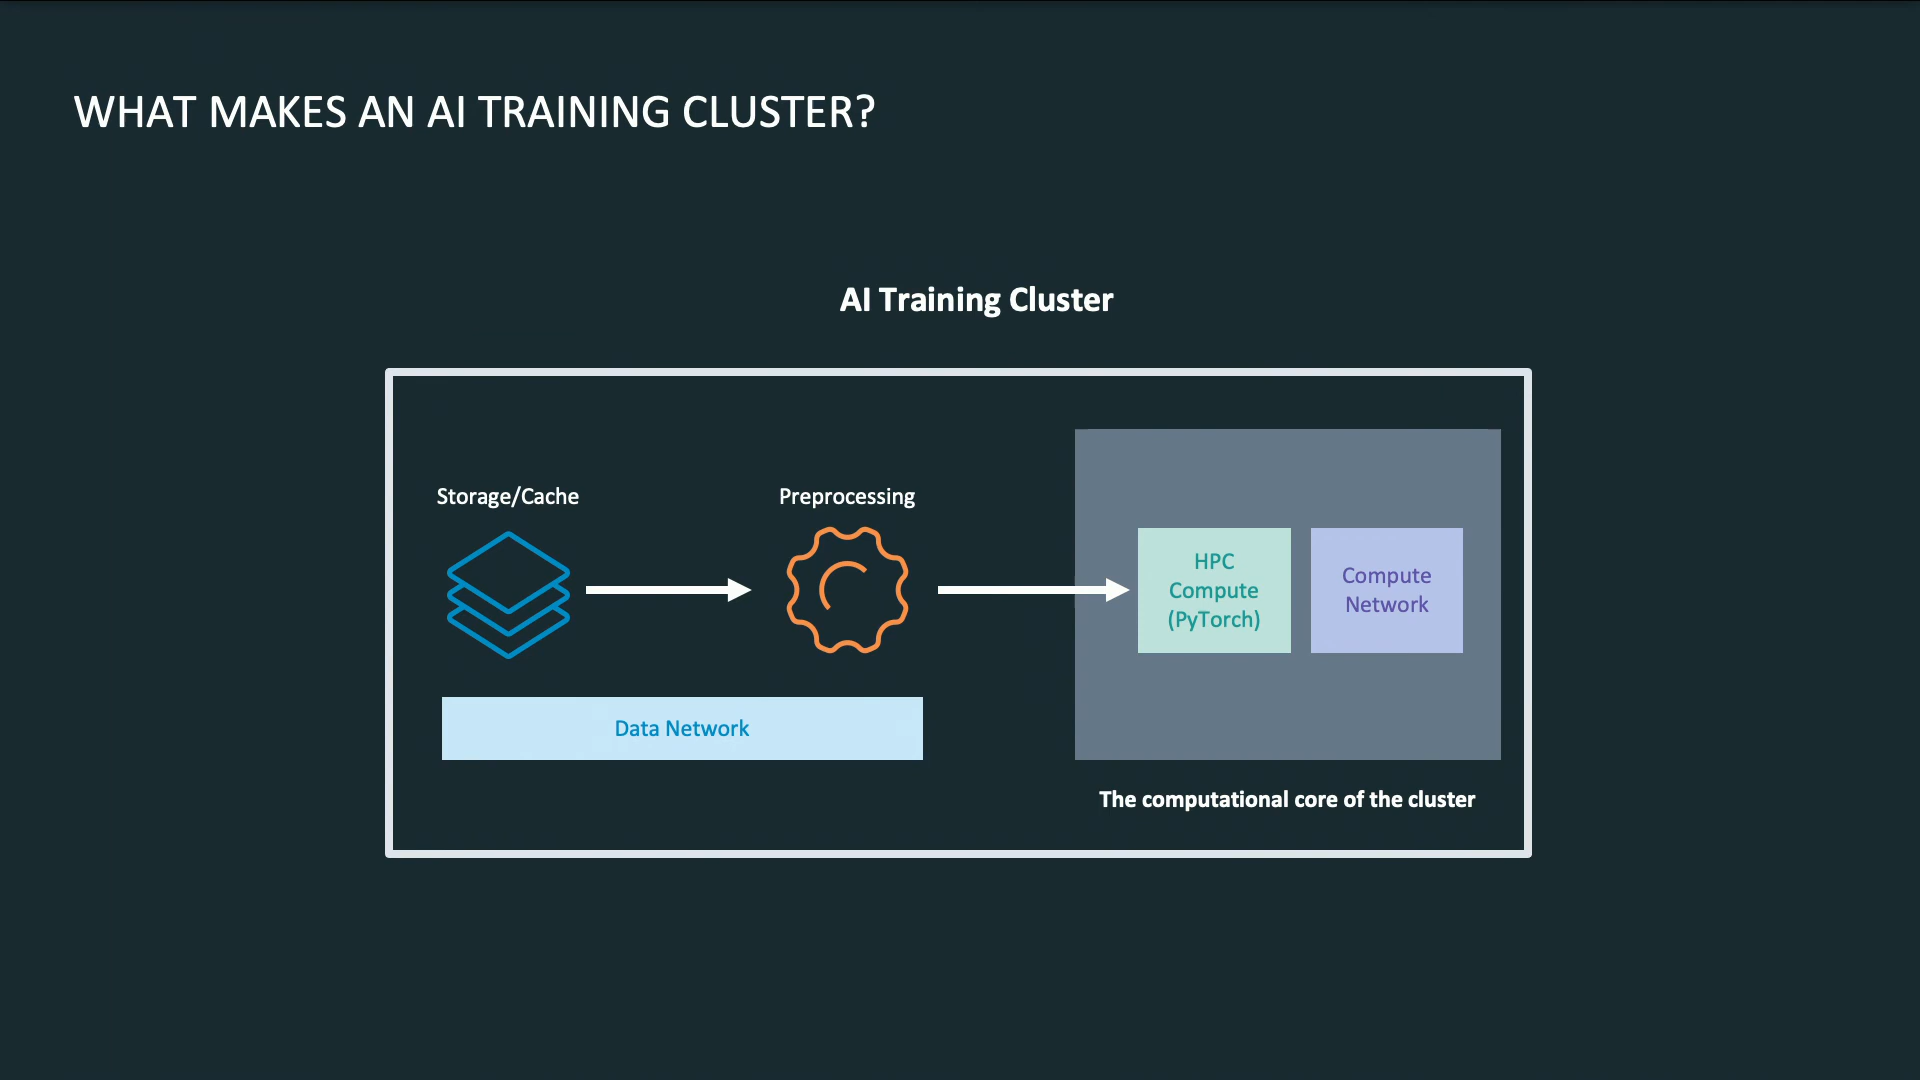 WHAT MAKES AN AI TRAINING CLUSTER?
AI Training Cluster
Storage/Cache
Preprocessing
HPC
Compute
(PyTorch)
Compute
Network
Data Network
The computational core of the cluster